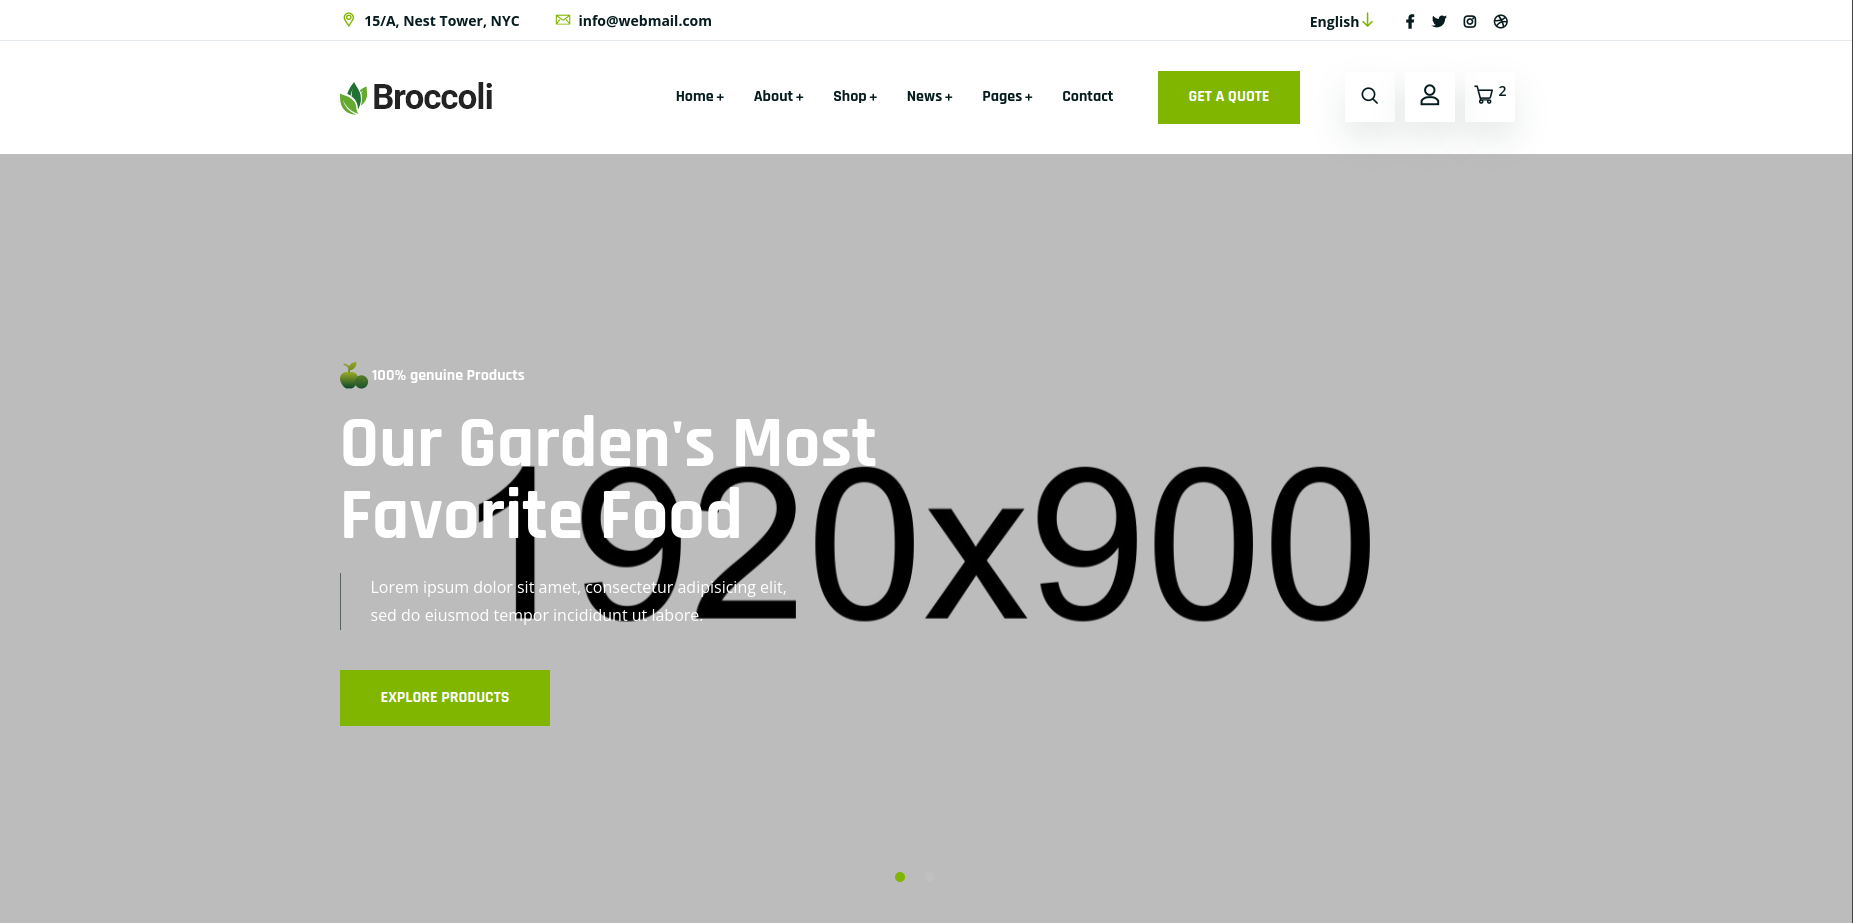 15/A, Nest Tower, NYC
info@webmail.com
English
Broccoli
Home +
About +
Shop +
News +
Pages +
Contact
GET A QUOTE
2
100% genuine Products
Our Garden's Most
Favorite Food
1920x900
Lorem ipsum dolor sit amet, consectetur adipisicing elit,
sed do eiusmod tempor incididunt ut labore.
EXPLORE PRODUCTS